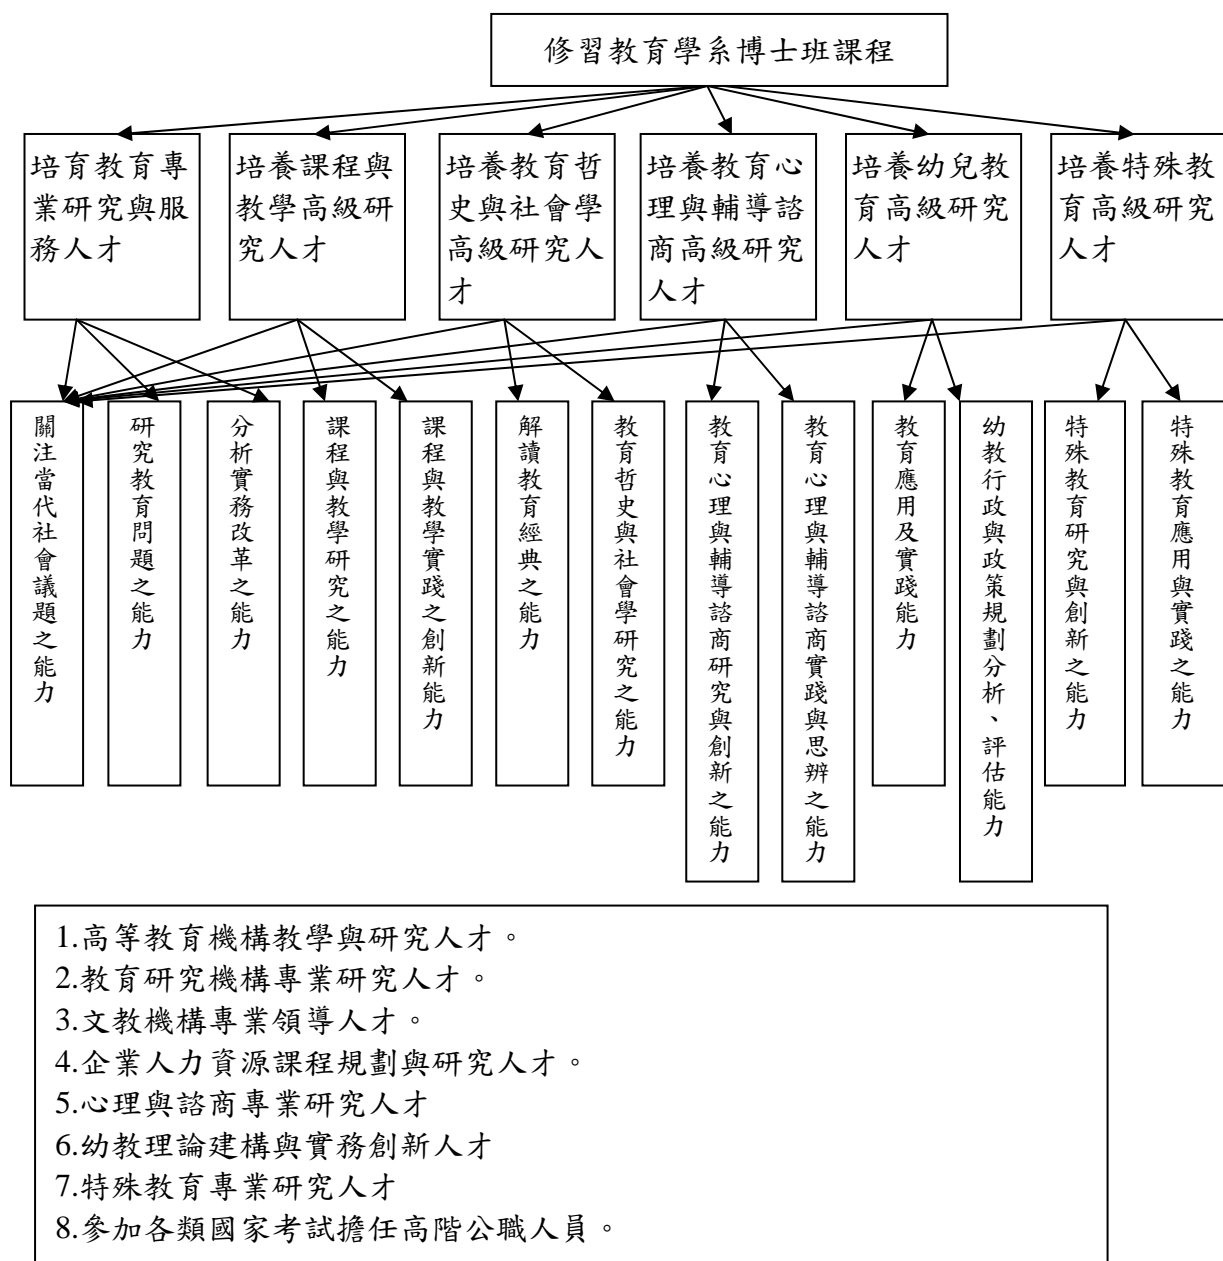 修習教育學系博士班課程
培育教育專
業研究與服
務人才
培養課程與
教學高級研
究人才
培養教育哲
史與社會學
高級研究人
才
培養教育心
理與輔導諮
商高級研究
人才
培養幼兒教
育高級研究
人才
培養特殊教
育高級研究
人才
關注當代社會議題之能力
研究教育問題之能力
分析實務改革之能力
課程與教學研究之能力
課程與教學實踐之創新能力
解讀教育經典之能力
教育哲史與社會學研究之能力
教育心理與輔導諮商研究與創新之能力
教育心理與輔導諮商實踐與思辨之能力
教育應用及實踐能力
幼教行政與政策規劃分析、評估能力
特殊教育研究與創新之能力
特殊教育應用與實踐之能力
1.高等教育機構教學與研究人才。
2.教育研究機構專業研究人才。
3.文教機構專業領導人才。
4.企業人力資源課程規劃與研究人才。
5.心理與諮商專業研究人才
6.幼教理論建構與實務創新人才
7.特殊教育專業研究人才
8.參加各類國家考試擔任高階公職人員。